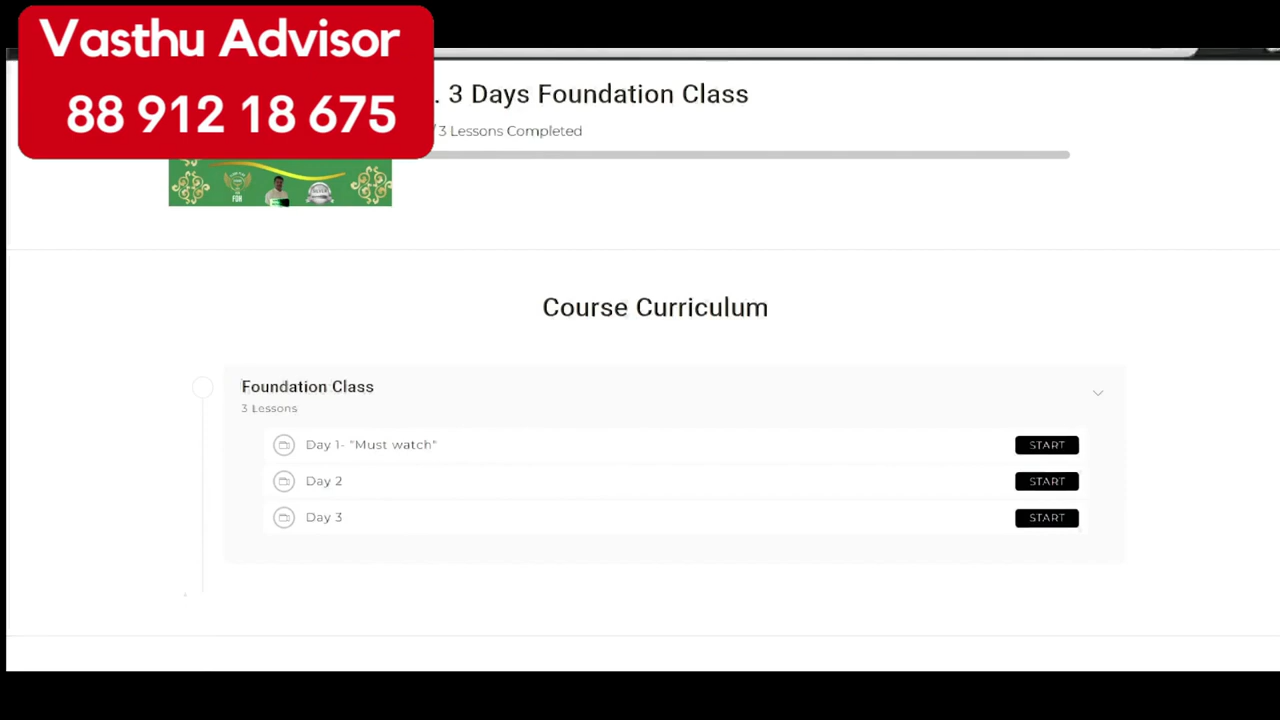 Vasthu Advisor
88 912 18 675
. 3 Days Foundation Class
/ 3 Lessons Completed
FDH
Course Curriculum
Foundation Class
3 Lessons
Day 1- "Must watch"
START
Day 2
START
Day 3
START